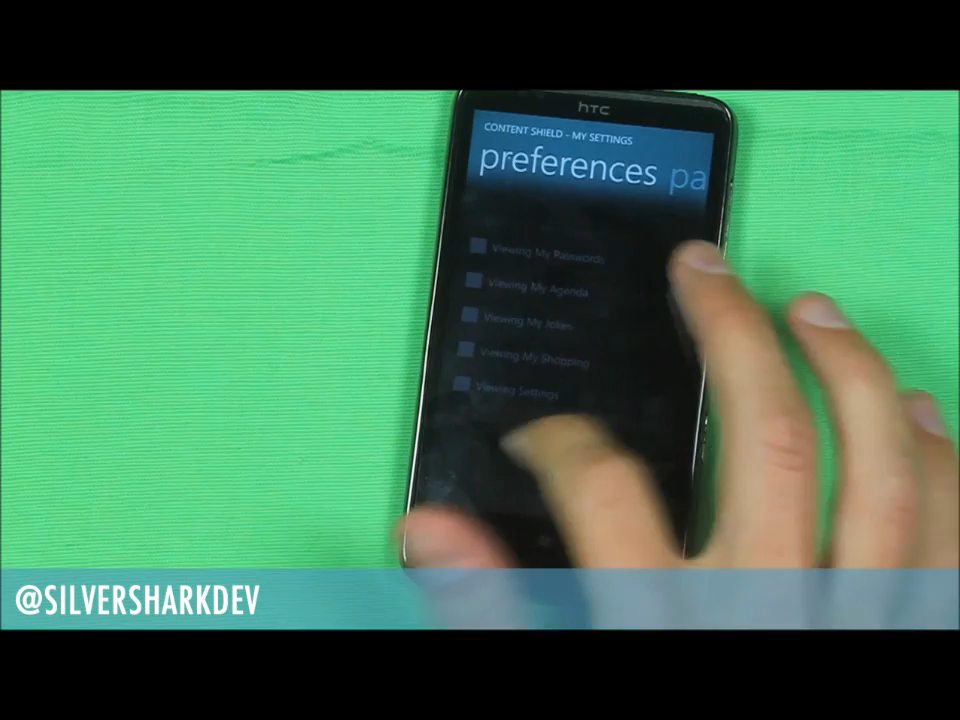 hTC
CONTENT SHIELD - MY SETTINGS
preferences pa
Viewing My Passwords
Viewing My Agenda
Viewing My Jokes
Viewing My Shopping
Viewing Settings
@SILVERSHARKDEV